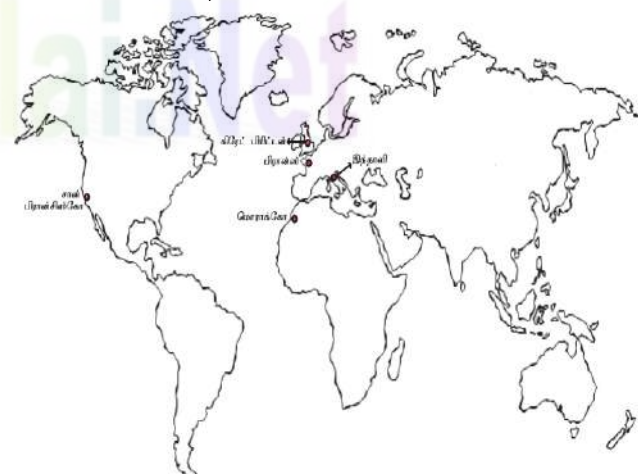 கிரேட் பிரிட்டன்
பிரான்ஸ்
இத்தாலி
சான்
பிரான்சிஸ்கோ
மொராக்கோ